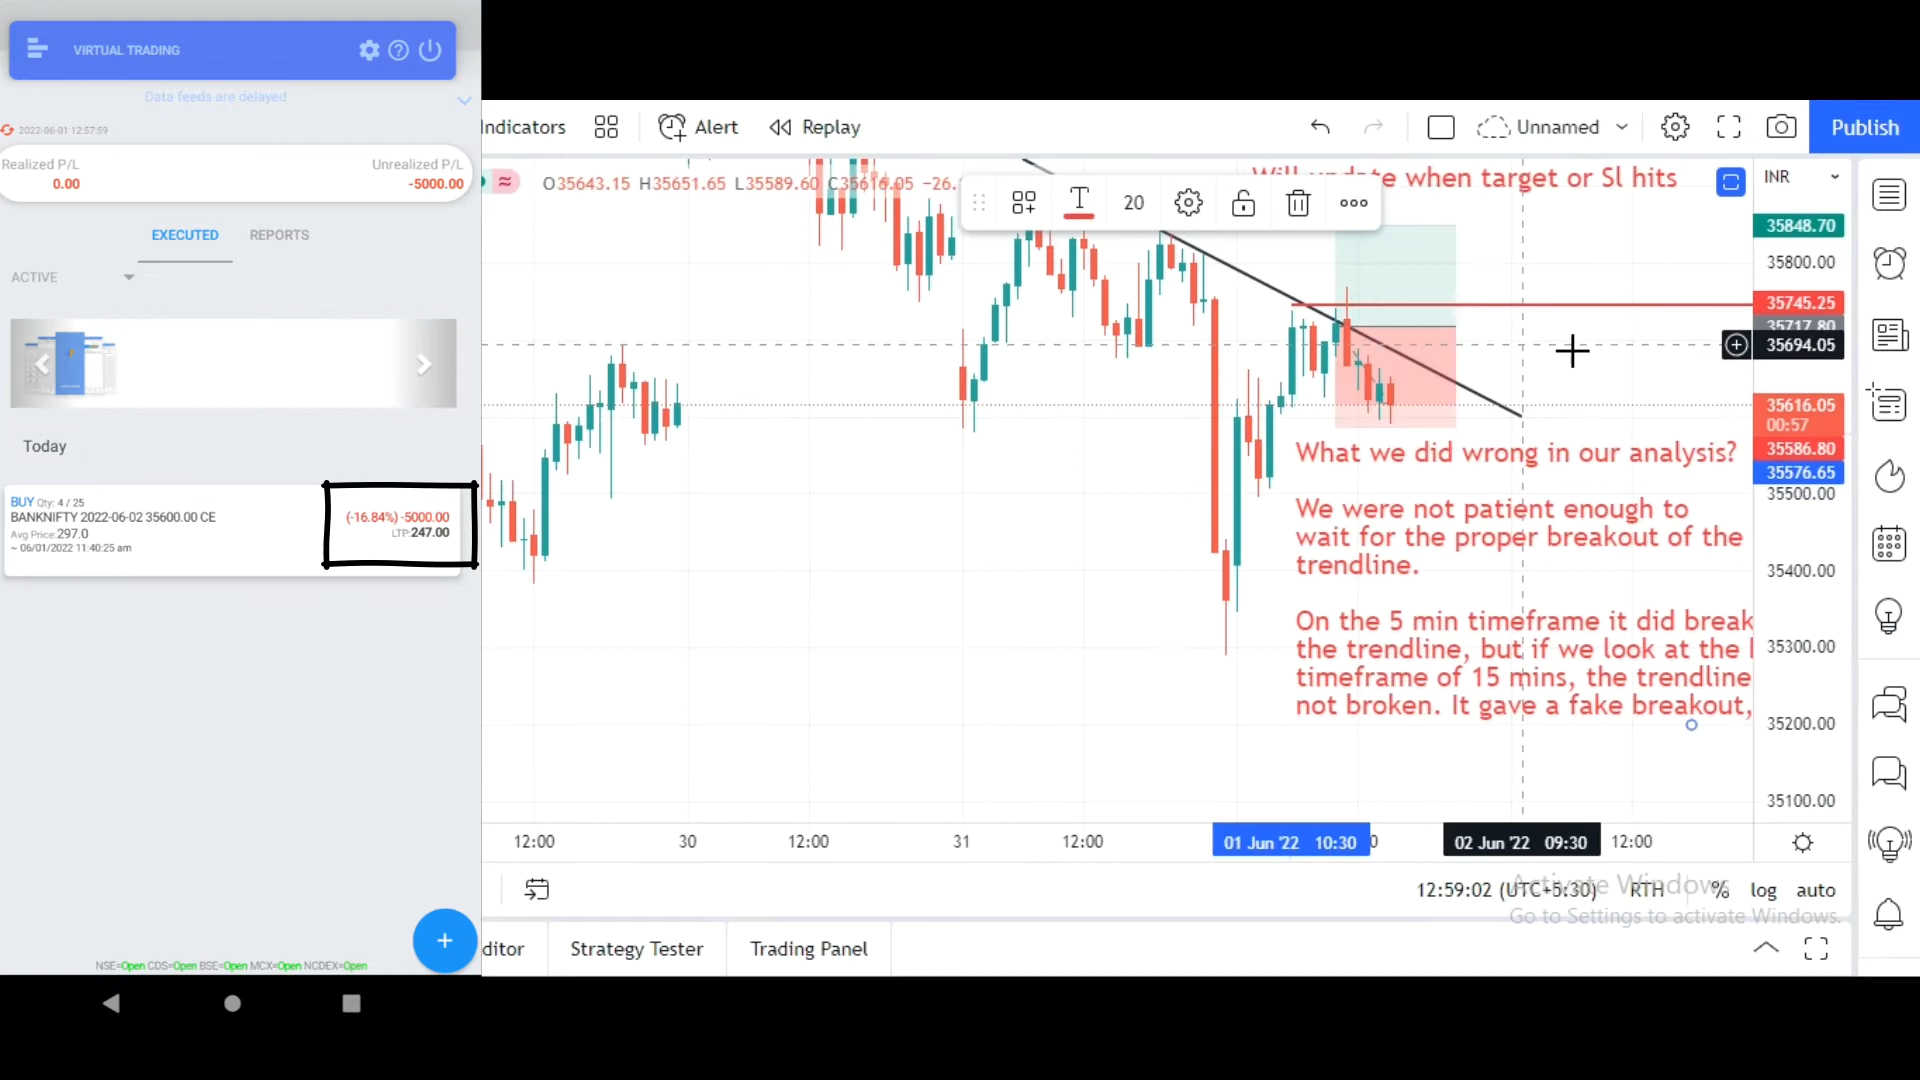 VIRTUAL TRADING
Data feeds are delayed
2022-06-01 12:57:59
Realized P/L
Unrealized P/L
0.00
-5000.00
EXECUTED
REPORTS
ACTIVE
Today
BUY Qty: 4 / 25
BANKNIFTY 2022-06-02 35600.00 CE
Avg Price:297.0
~ 06/01/2022 11:40:25 am
(-16.84%) -5000.00
LTP:247.00
NSE=Open CDS=Open BSE=Open MCX=Open NCDEX=Open
Indicators
Alert
Replay
Unnamed
Publish
O35643.15 H35651.65 L35589.60 C35616.05 −26.
20
Will update when target or Sl hits
INR
35848.70
35800.00
35745.25
35717.80
35694.05
35616.05
00:57
35586.80
35576.65
35500.00
35400.00
35300.00
35200.00
35100.00
What we did wrong in our analysis?
We were not patient enough to
wait for the proper breakout of the
trendline.
On the 5 min timeframe it did break
the trendline, but if we look at the
timeframe of 15 mins, the trendline
not broken. It gave a fake breakout,
12:00
30
12:00
31
12:00
01 Jun '22 10:30
02 Jun '22 09:30
12:00
12:59:02 (UTC+5:30)
RTH
%
log
auto
Activate Windows
Go to Settings to activate Windows.
ditor
Strategy Tester
Trading Panel